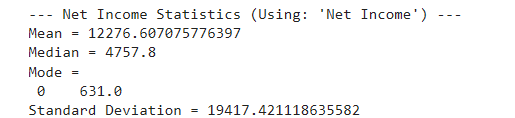 --- Net Income Statistics (Using: 'Net Income') ---
Mean = 12276.607075776397
Median = 4757.8
Mode =
0    631.0
Standard Deviation = 19417.421118635582